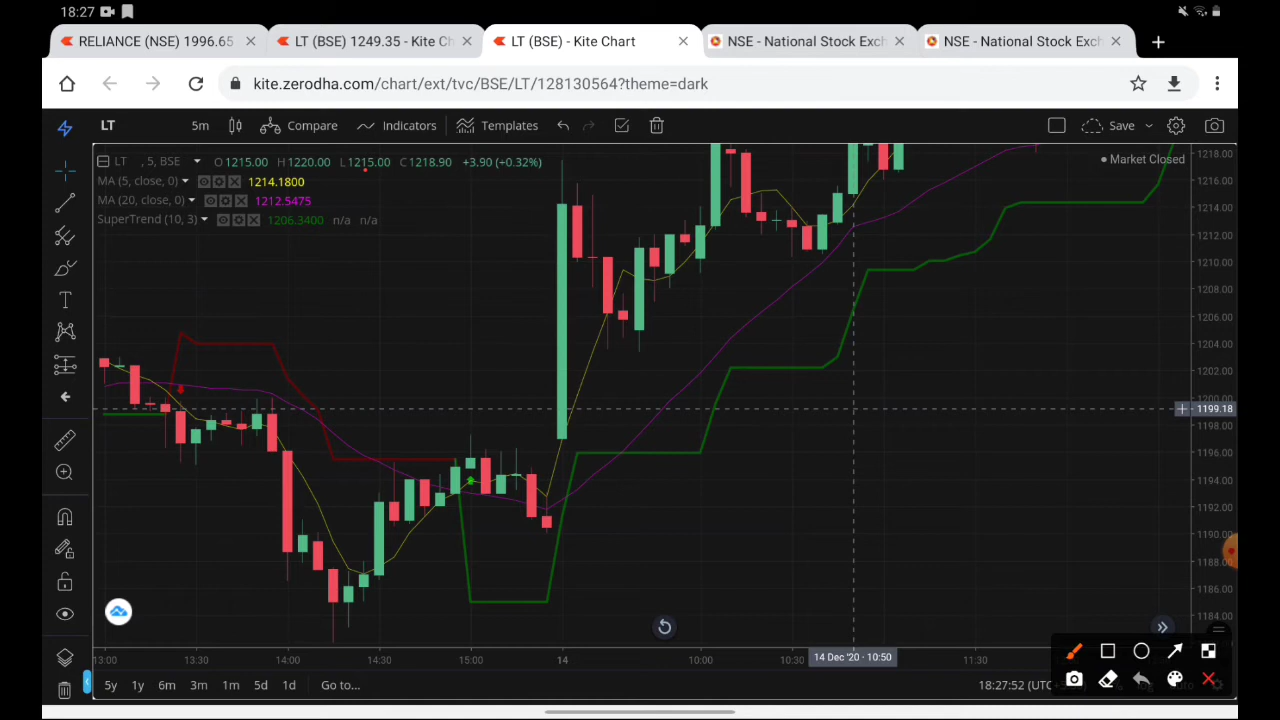 18:27
RELIANCE (NSE) 1996.65
LT (BSE) 1249.35 - Kite Ch
LT (BSE) - Kite Chart
NSE - National Stock Exch
NSE - National Stock Exch
kite.zerodha.com/chart/ext/tvc/BSE/LT/128130564?theme=dark
LT
5m
Compare
Indicators
Templates
Save
LT , 5, BSE
O 1215.00 H 1220.00 L 1215.00 C 1218.90 +3.90 (+0.32%)
Market Closed
MA (5, close, 0) 1214.1800
MA (20, close, 0) 1212.5475
SuperTrend (10, 3) 1206.3400 n/a n/a
1218.00
1216.00
1214.00
1212.00
1210.00
1208.00
1206.00
1204.00
1202.00
1200.00
1199.18
1198.00
1196.00
1194.00
1192.00
1190.00
1188.00
1186.00
1184.00
13:00 13:30 14:00 14:30 15:00 14 10:00 10:30 14 Dec '20 · 10:50 11:30
5y 1y 6m 3m 1m 5d 1d Go to...
18:27:52 (UTC+